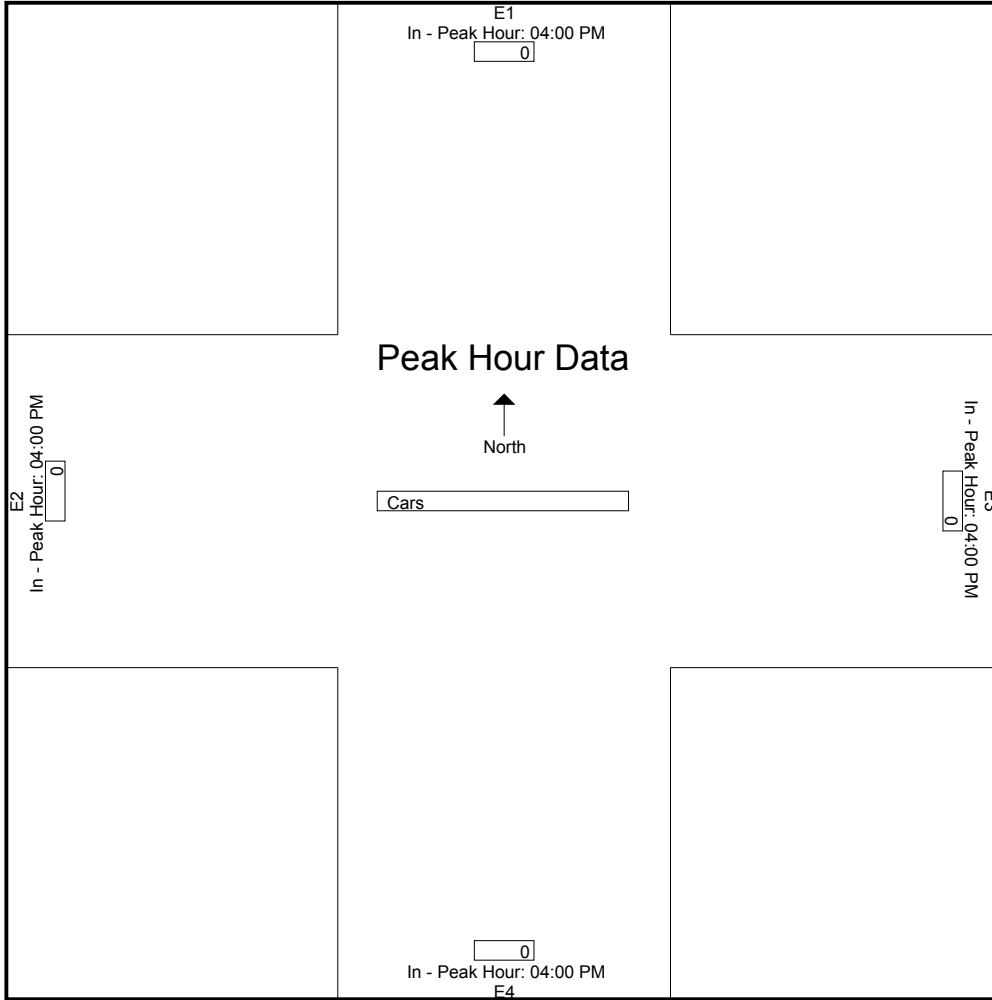 E1
In - Peak Hour: 04:00 PM
0
Peak Hour Data
North
Cars
E2
In - Peak Hour: 04:00 PM
0
E3
In - Peak Hour: 04:00 PM
0
0
In - Peak Hour: 04:00 PM
E4